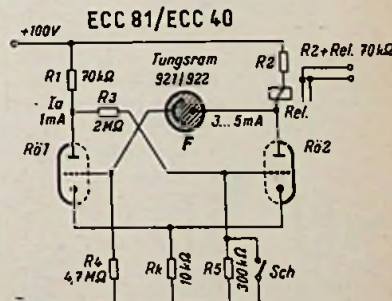 ECC 81/ECC 40
+100V
Tungsram
921/922
R1 70kΩ
R2
R2+Rel. 70kΩ
Ia
1mA
R3
2MΩ
Rel.
3...5mA
F
Rö1
Rö2
R4
4,7MΩ
Rk
10kΩ
R5
300kΩ
Sch